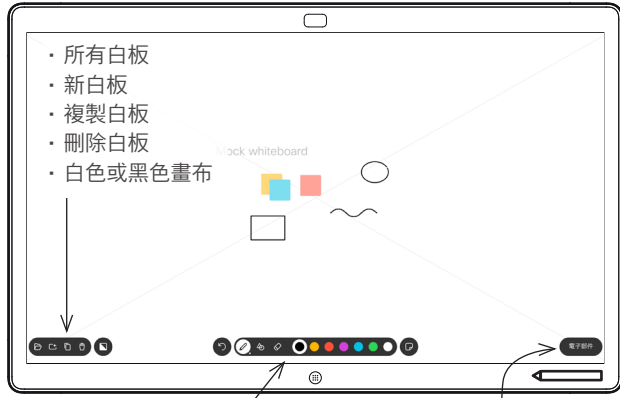 ・所有白板
・新白板
・複製白板
・刪除白板
・白色或黑色畫布
ock whiteboard
電子郵件